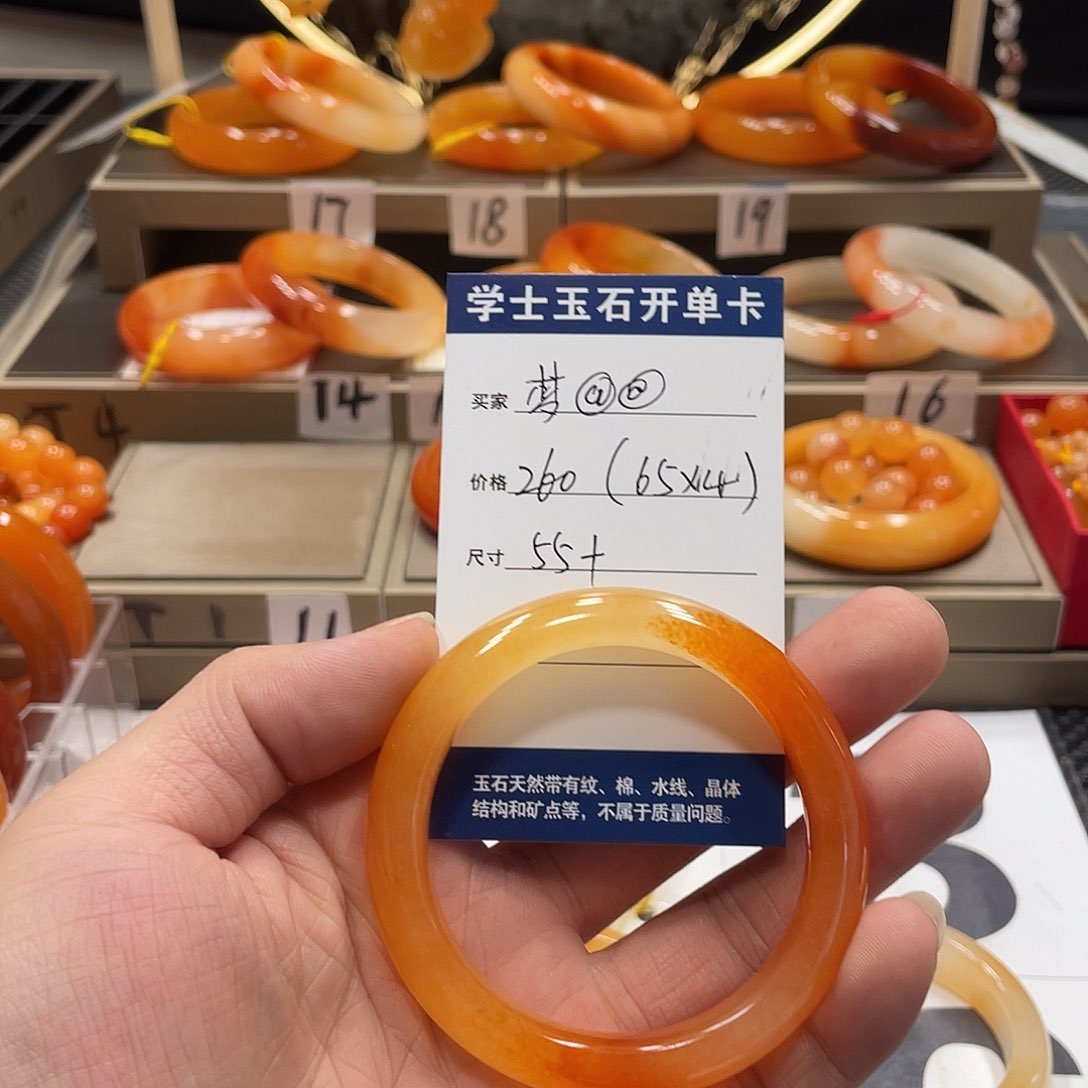 17
18
19
14
16
11
学士玉石开单卡
买家 梦
价格 260 (65×14)
尺寸 55+
玉石天然带有纹、棉、水线、晶体
结构和矿点等，不属于质量问题。